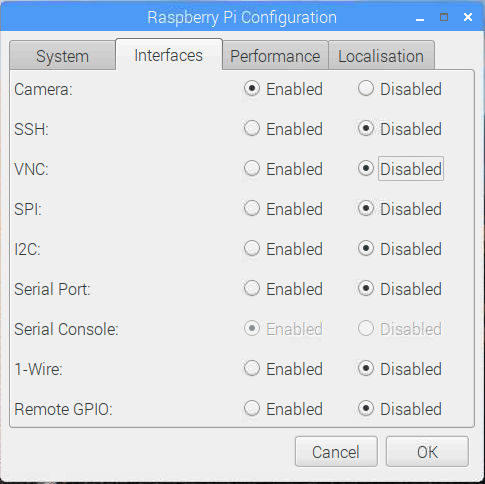 Raspberry Pi Configuration
System Interfaces Performance Localisation
Camera: Enabled Disabled
SSH: Enabled Disabled
VNC: Enabled Disabled
SPI: Enabled Disabled
I2C: Enabled Disabled
Serial Port: Enabled Disabled
Serial Console: Enabled Disabled
1-Wire: Enabled Disabled
Remote GPIO: Enabled Disabled
Cancel OK